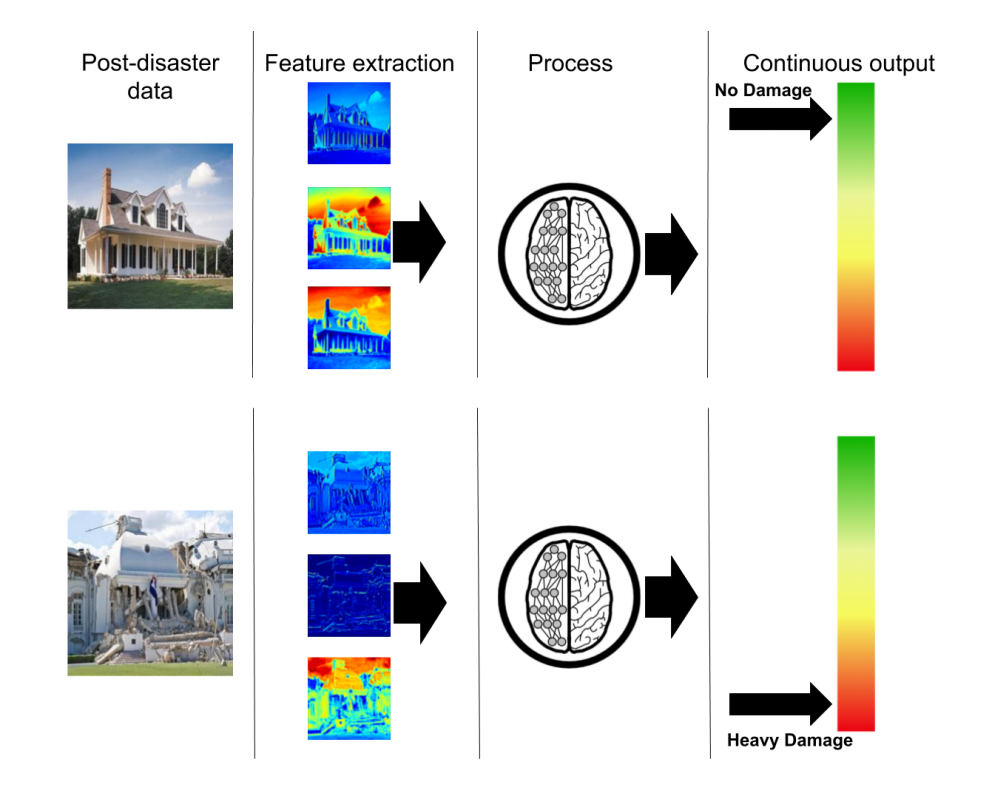 Post-disaster
data
Feature extraction
Process
Continuous output
No Damage
Heavy Damage